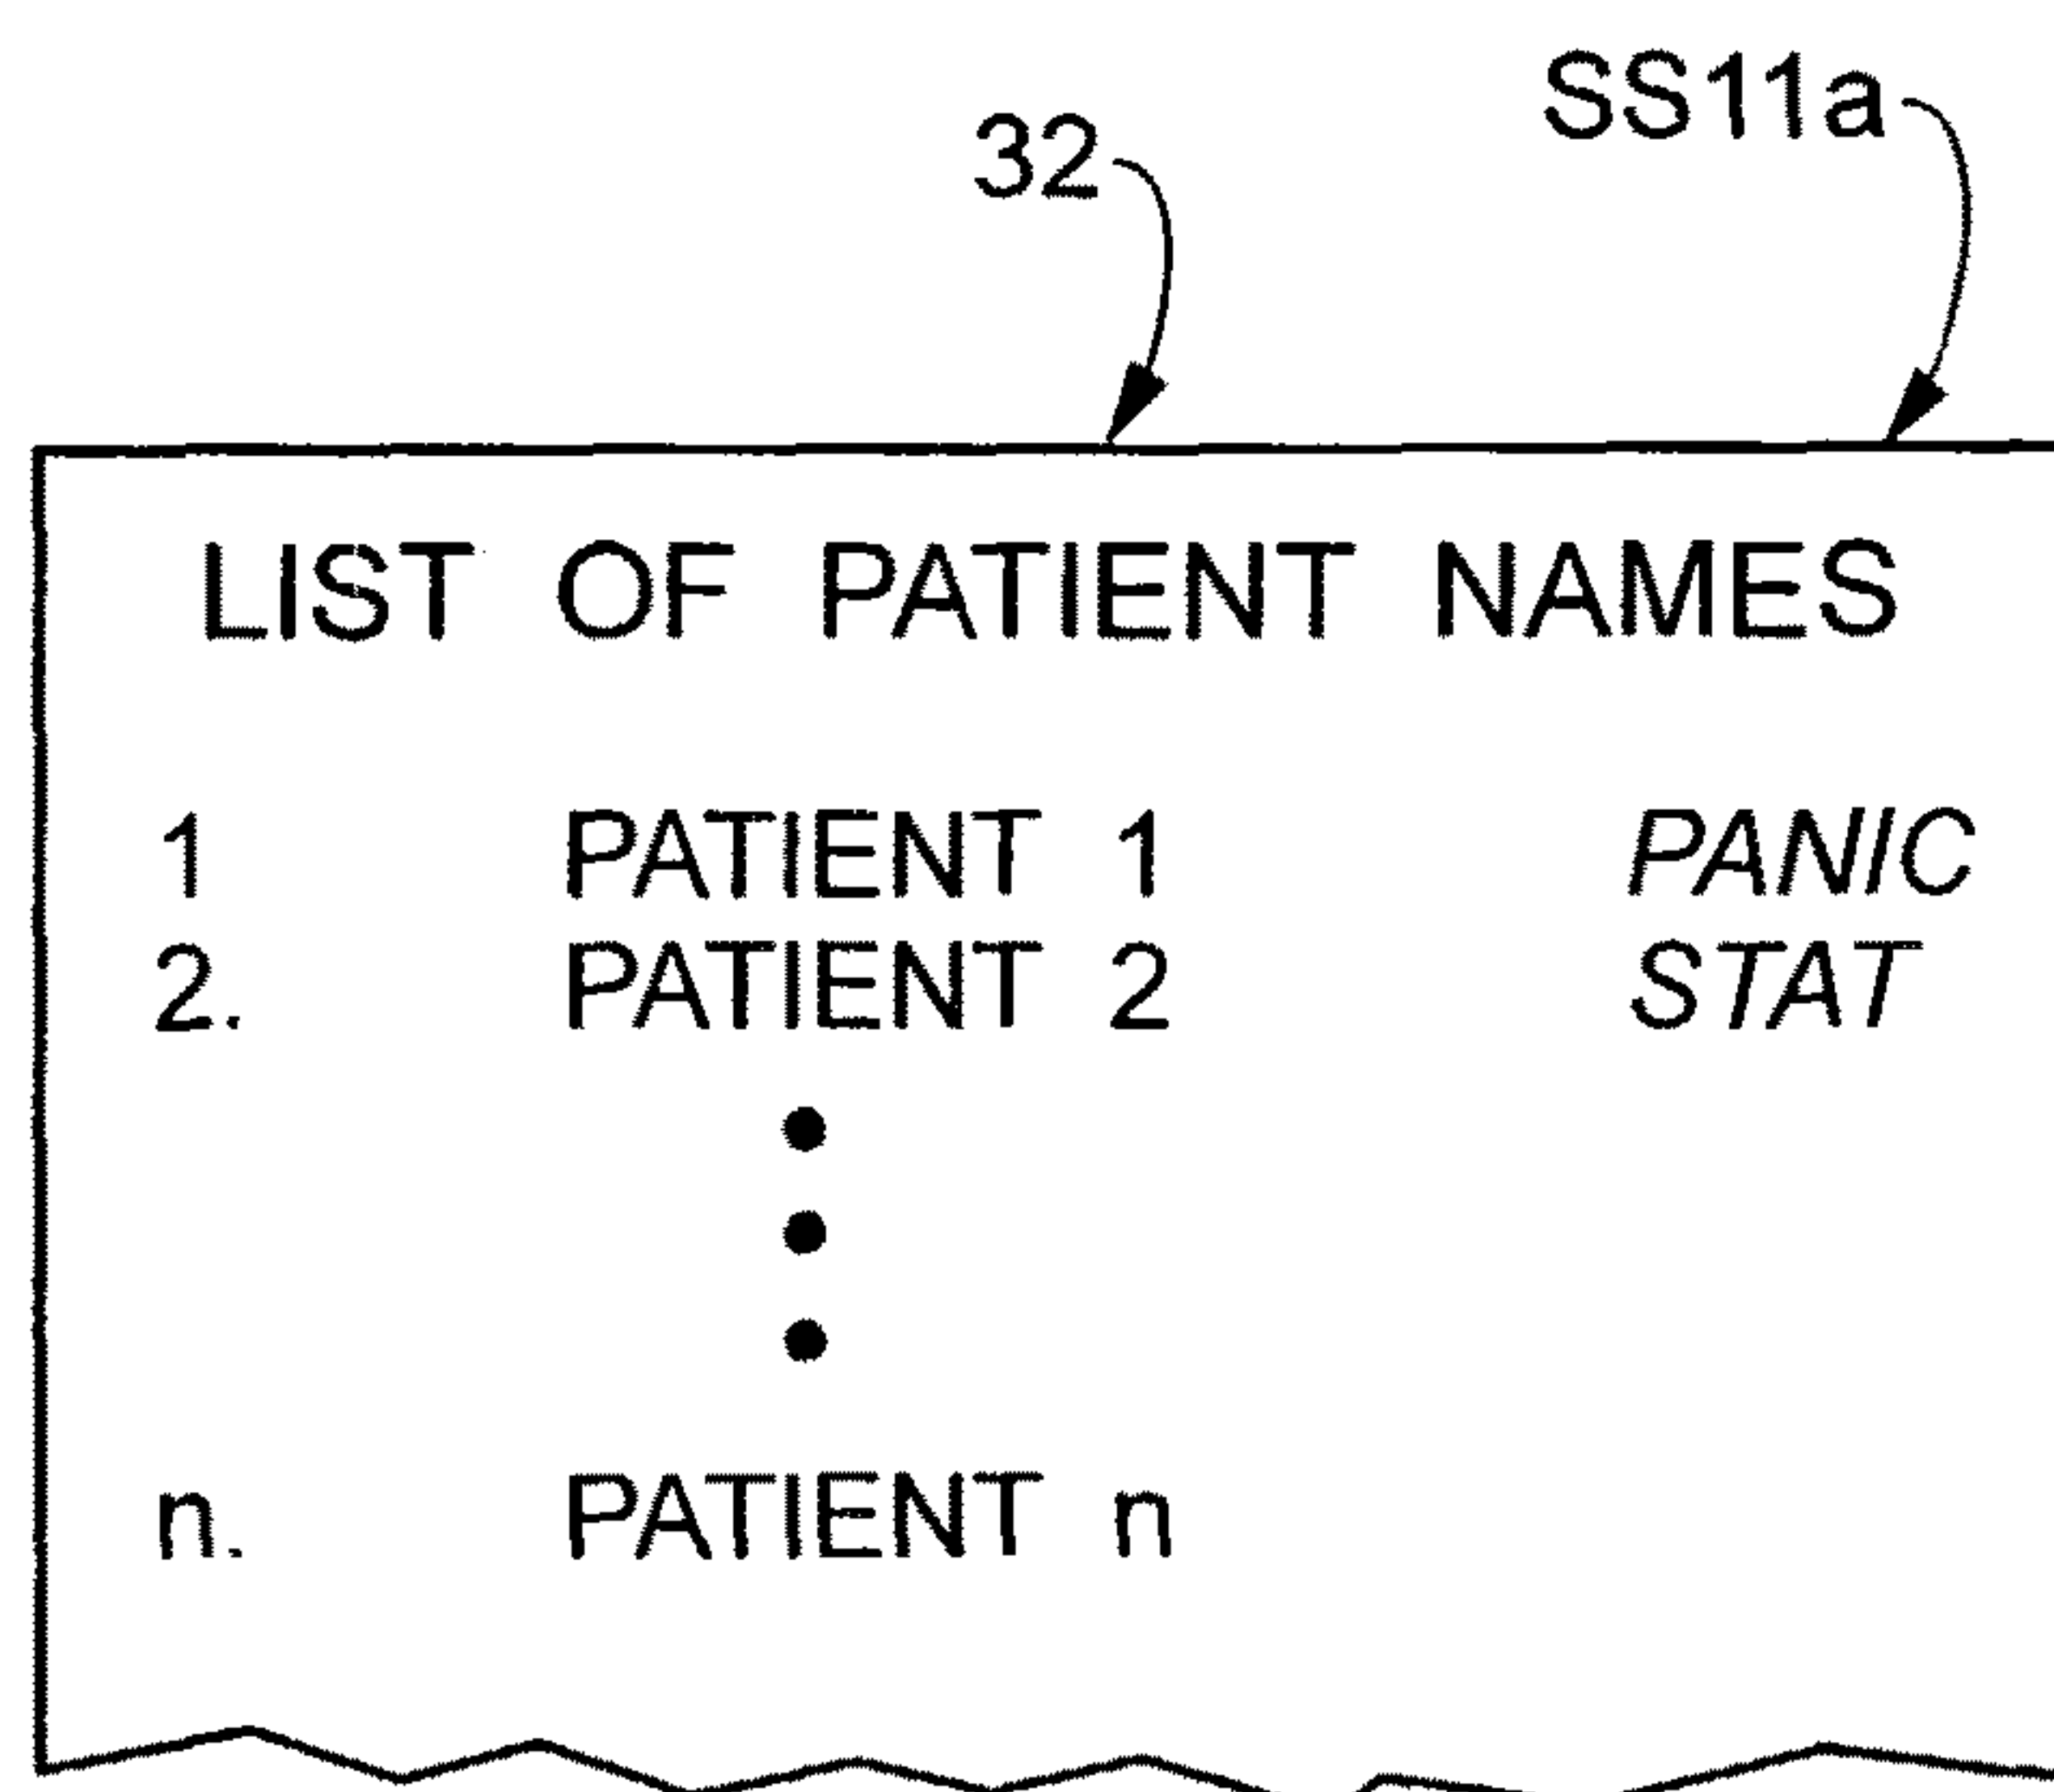 SS11a
32
LIST OF PATIENT NAMES
1 PATIENT 1 PANIC
2. PATIENT 2 STAT
n. PATIENT n